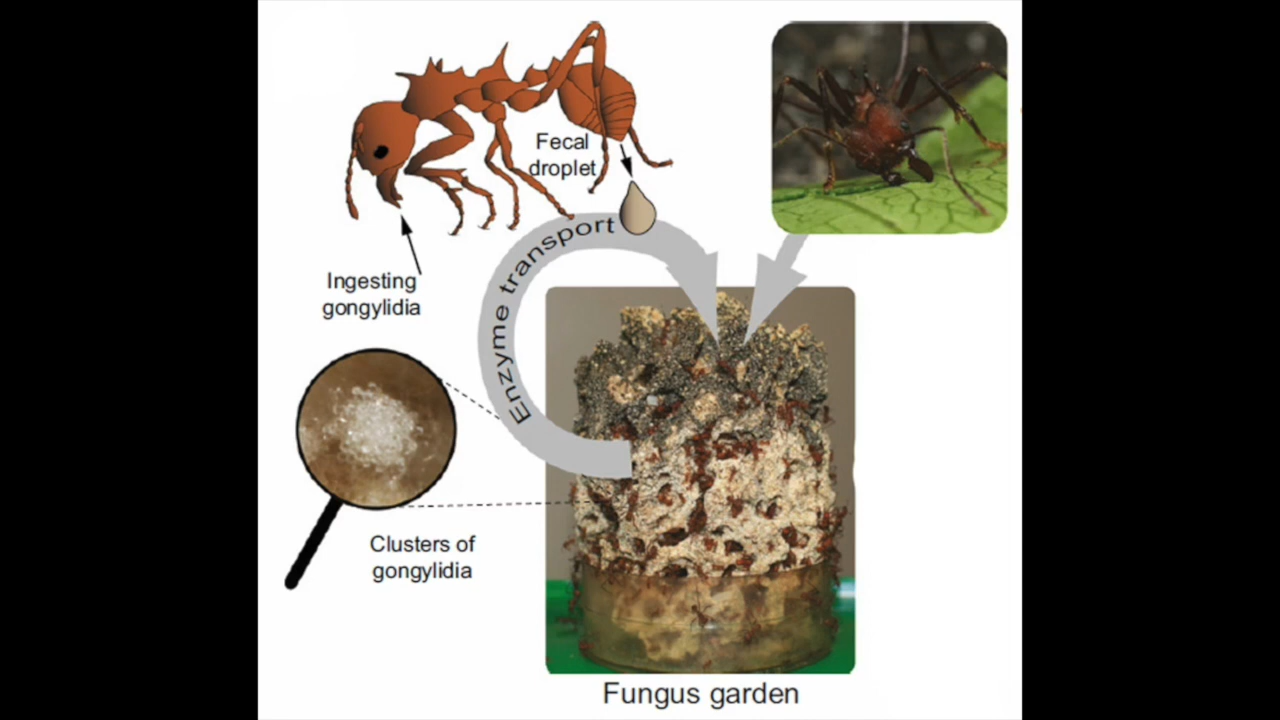 Fecal
droplet
Enzyme transport
Ingesting
gongylidia
Clusters of
gongylidia
Fungus garden